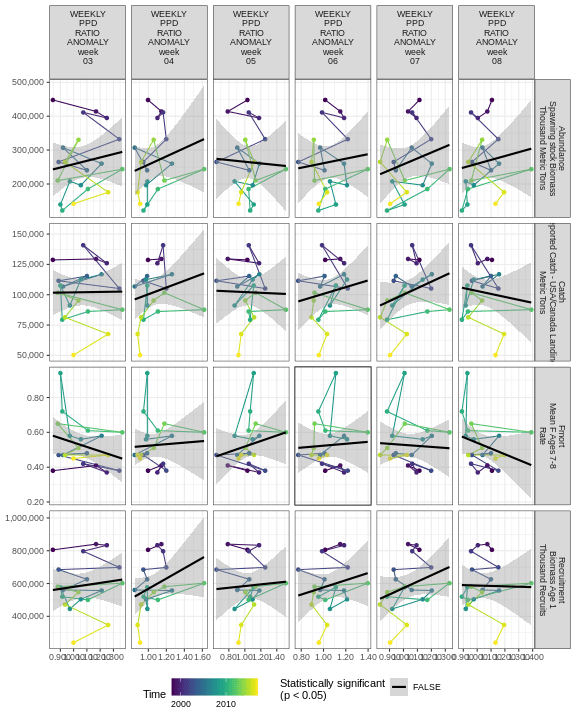 WEEKLY
PPD
RATIO
ANOMALY
week
03
WEEKLY
PPD
RATIO
ANOMALY
week
04
WEEKLY
PPD
RATIO
ANOMALY
week
05
WEEKLY
PPD
RATIO
ANOMALY
week
06
WEEKLY
PPD
RATIO
ANOMALY
week
07
WEEKLY
PPD
RATIO
ANOMALY
week
08
500,000
400,000
300,000
200,000
Abundance
Spawning stock Biomass
Thousand Metric Tons
150,000
125,000
100,000
75,000
50,000
Catch
ported Catch - USA/Canada Landin
Metric Tons
0.80
0.60
0.40
0.20
Fmort
Mean F Ages 7-8
Rate
1,000,000
800,000
600,000
400,000
Recruitment
Biomass Age 1
Thousand Recruits
1.00 1.20 1.40 1.60
0.80 1.00 1.20 1.40
0.80 1.00 1.20 1.40
Time
2000 2010
Statistically significant
(p < 0.05)
FALSE